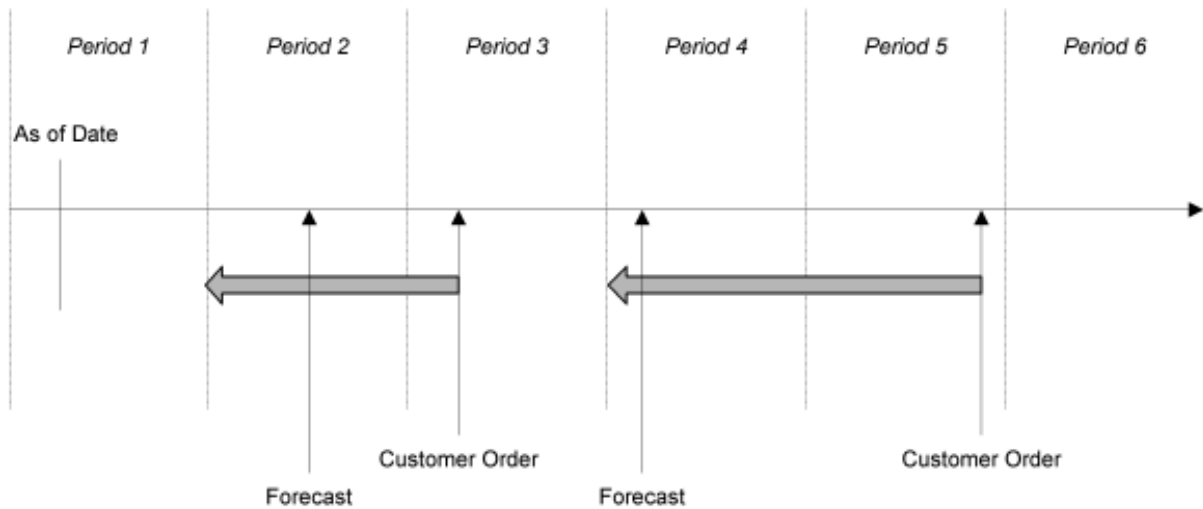 Period 1 Period 2 Period 3 Period 4 Period 5 Period 6
As of Date
Customer Order Customer Order
Forecast Forecast